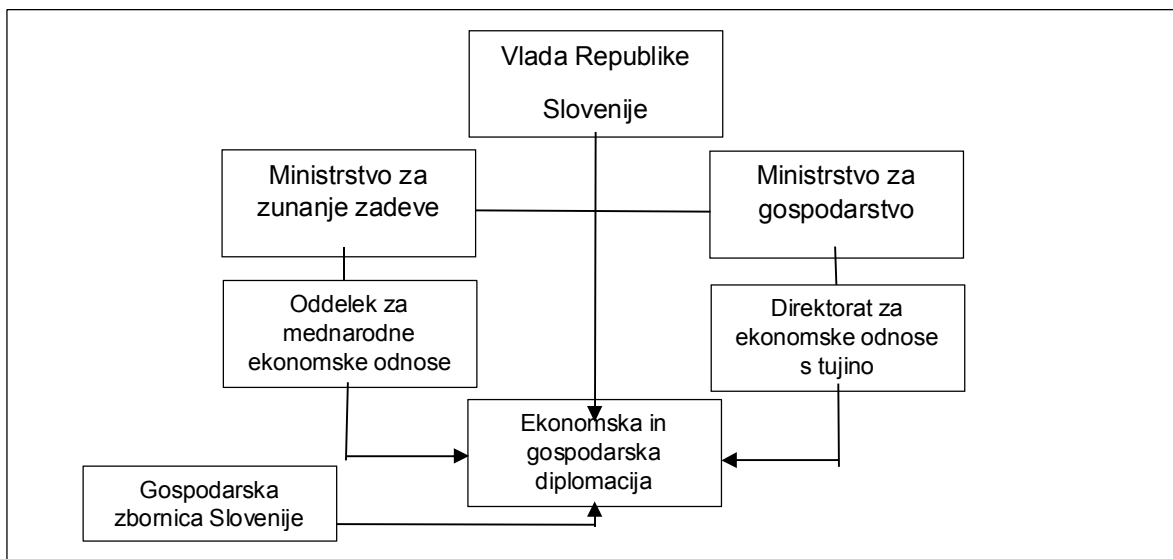 Vlada Republike
Slovenije
Ministrstvo za
zunanje zadeve
Ministrstvo za
gospodarstvo
Oddelek za
mednarodne
ekonomske odnose
Direktorat za
ekonomske odnose
s tujino
Ekonomska in
gospodarska
diplomacija
Gospodarska
zbornica Slovenije